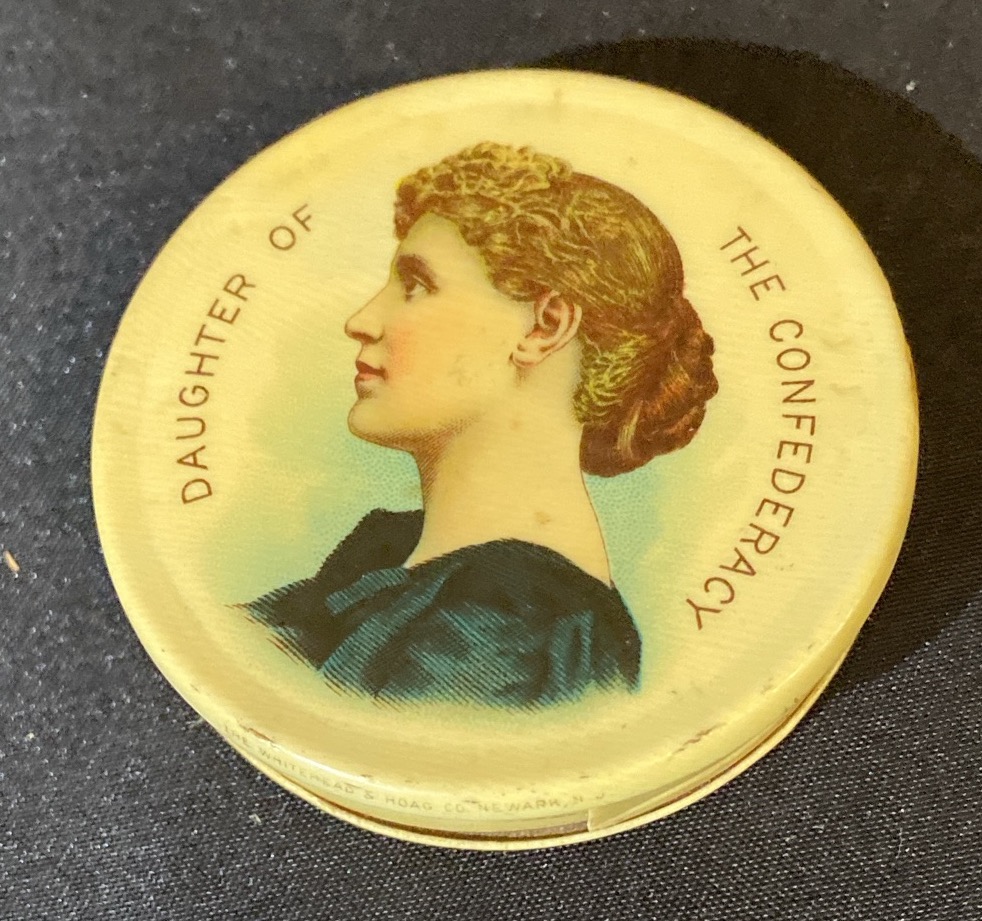 DAUGHTER OF THE CONFEDERACY
THE WHITEHEAD & HOAG CO. NEWARK, N.J.